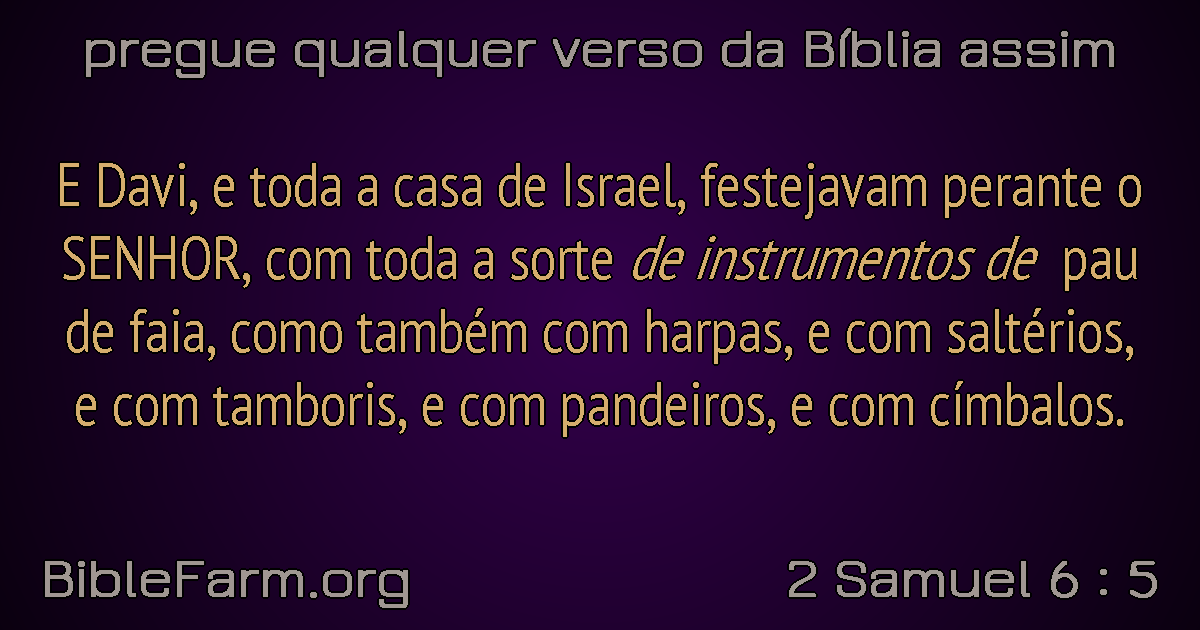 pregue qualquer verso da Bíblia assim
E Davi, e toda a casa de Israel, festejavam perante o
SENHOR, com toda a sorte de instrumentos de pau
de faia, como também com harpas, e com saltérios,
e com tamboris, e com pandeiros, e com címbalos.
BibleFarm.org
2 Samuel 6 : 5